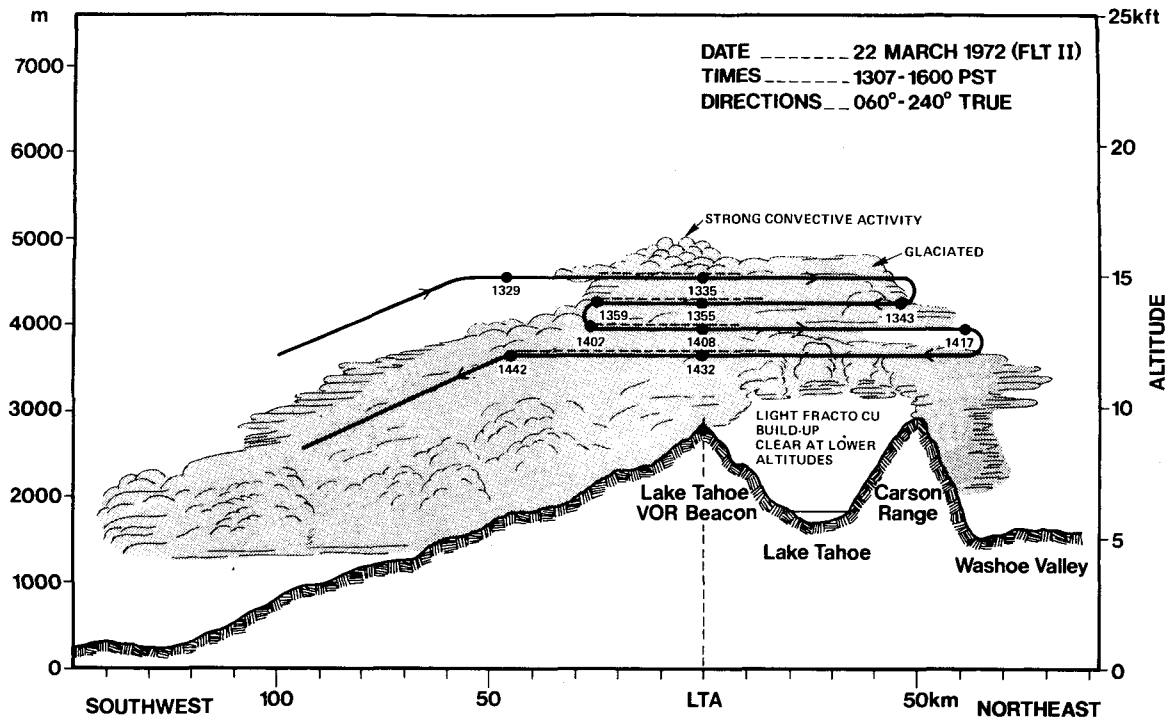 m
25kft
7000
6000
5000
4000
3000
2000
1000
0
20
15
10
5
0
ALTITUDE
DATE ------- 22 MARCH 1972 (FLT II)
TIMES ------- 1307-1600 PST
DIRECTIONS -- 060°-240° TRUE
STRONG CONVECTIVE ACTIVITY
GLACIATED
1329
1335
1359
1355
1343
1402
1408
1417
1442
1432
LIGHT FRACTO CU
BUILD-UP
CLEAR AT LOWER
ALTITUDES
Lake Tahoe
VOR Beacon
Carson
Range
Lake Tahoe
Washoe Valley
SOUTHWEST
100
50
LTA
50km
NORTHEAST